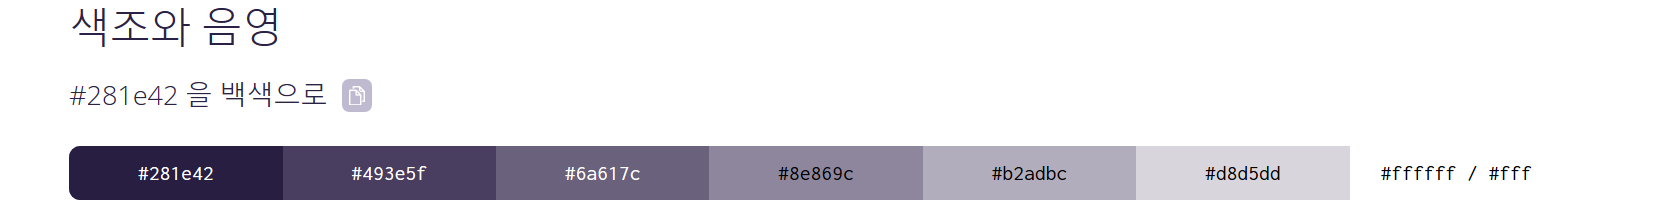 색조와 음영
#281e42 을 백색으로
#281e42 #493e5f #6a617c #8e869c #b2adbc #d8d5dd #ffffff / #fff